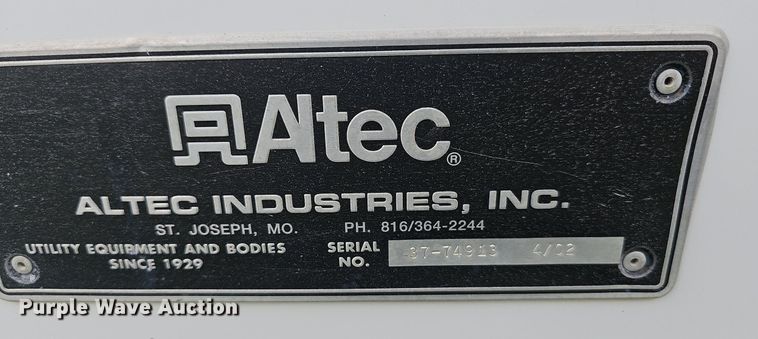 Altec®
ALTEC INDUSTRIES, INC.
ST. JOSEPH, MO. PH. 816/364-2244
UTILITY EQUIPMENT AND BODIES
SINCE 1929
SERIAL NO. 37-74913 4/02
Purple Wave Auction